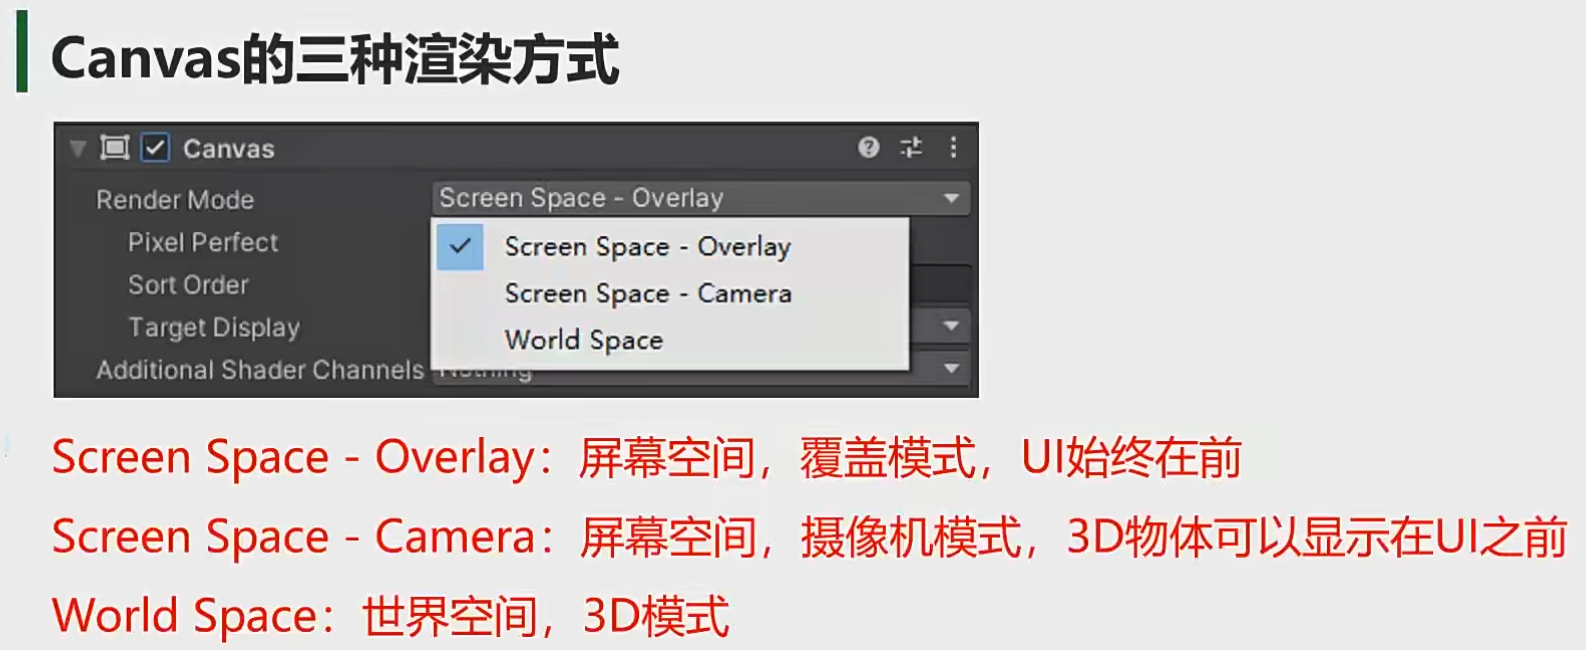 Canvas的三种渲染方式
Canvas
Render Mode Screen Space - Overlay
Pixel Perfect
Screen Space - Overlay
Sort Order
Screen Space - Camera
Target Display
World Space
Additional Shader Channels Nothing
Screen Space - Overlay：屏幕空间，覆盖模式，UI始终在前
Screen Space - Camera：屏幕空间，摄像机模式，3D物体可以显示在UI之前
World Space：世界空间，3D模式